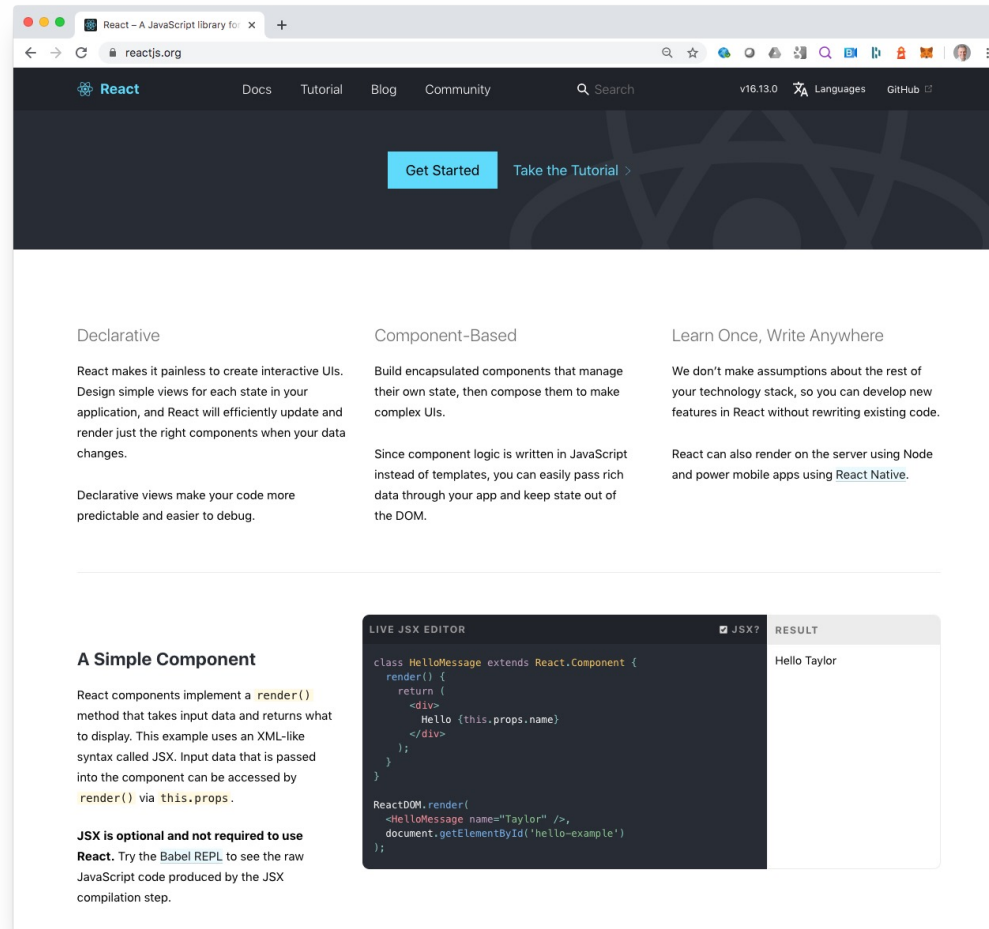 React – A JavaScript library for
reactjs.org
React
Docs
Tutorial
Blog
Community
Search
v16.13.0
Languages
GitHub
Get Started
Take the Tutorial >
Declarative
React makes it painless to create interactive UIs.
Design simple views for each state in your
application, and React will efficiently update and
render just the right components when your data
changes.
Declarative views make your code more
predictable and easier to debug.
Component-Based
Build encapsulated components that manage
their own state, then compose them to make
complex UIs.
Since component logic is written in JavaScript
instead of templates, you can easily pass rich
data through your app and keep state out of
the DOM.
Learn Once, Write Anywhere
We don’t make assumptions about the rest of
your technology stack, so you can develop new
features in React without rewriting existing code.
React can also render on the server using Node
and power mobile apps using React Native.
A Simple Component
React components implement a render()
method that takes input data and returns what
to display. This example uses an XML-like
syntax called JSX. Input data that is passed
into the component can be accessed by
render() via this.props.
JSX is optional and not required to use
React. Try the Babel REPL to see the raw
JavaScript code produced by the JSX
compilation step.
LIVE JSX EDITOR
JSX?
class HelloMessage extends React.Component {
  render() {
    return (
      <div>
        Hello {this.props.name}
      </div>
    );
  }
}
ReactDOM.render(
  <HelloMessage name="Taylor" />,
  document.getElementById('hello-example')
);
RESULT
Hello Taylor